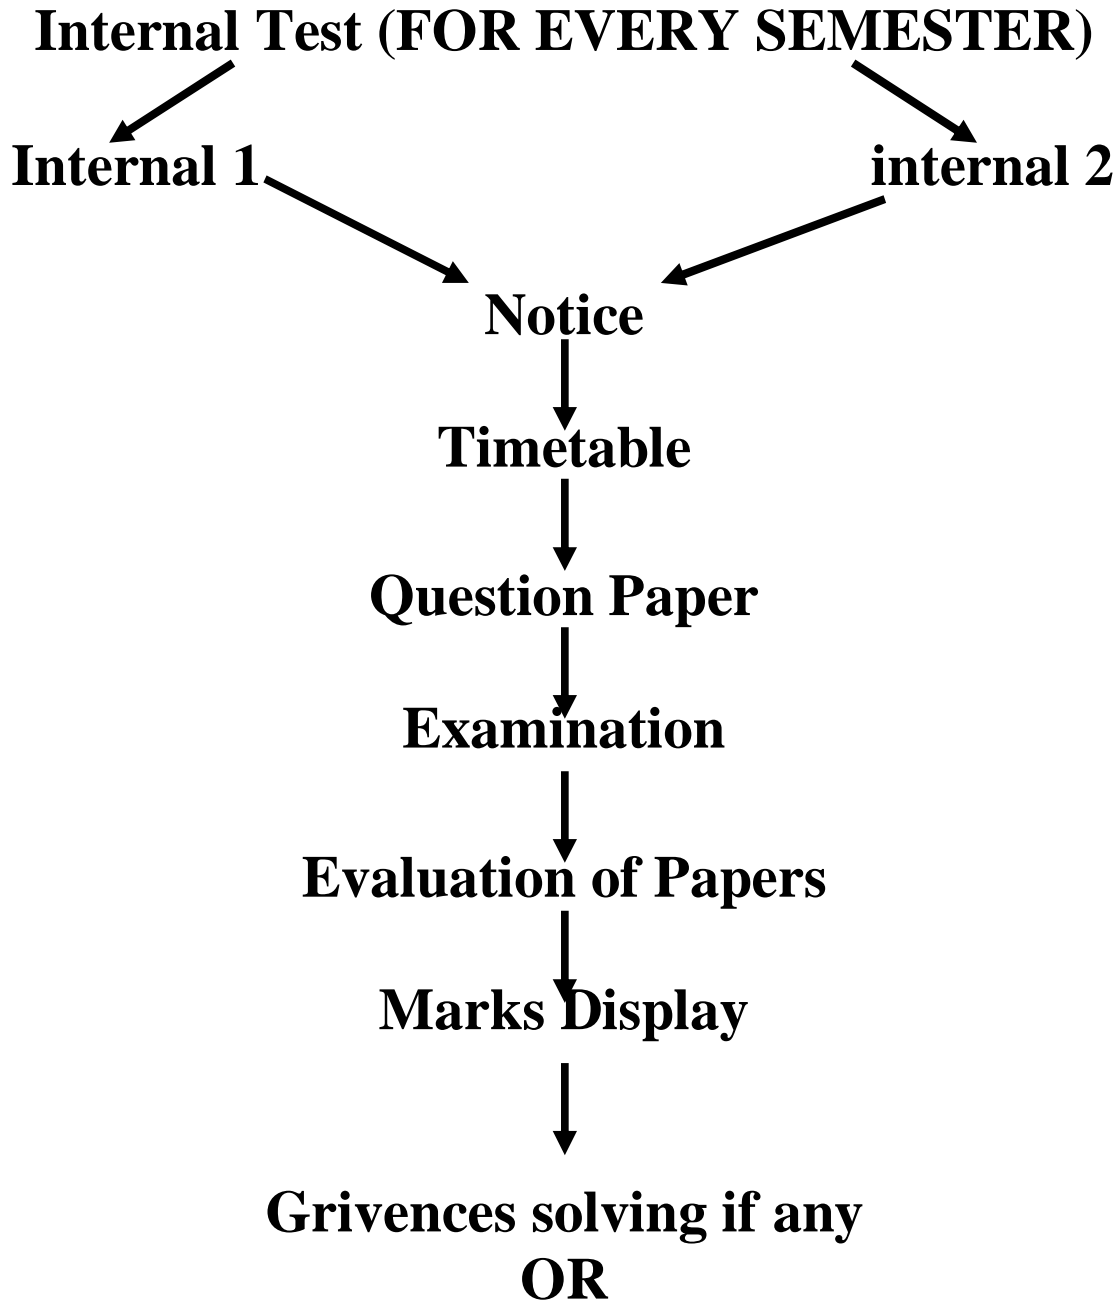 Internal Test (FOR EVERY SEMESTER)
Internal 1 internal 2
Notice
Timetable
Question Paper
Examination
Evaluation of Papers
Marks Display
Grivences solving if any
OR